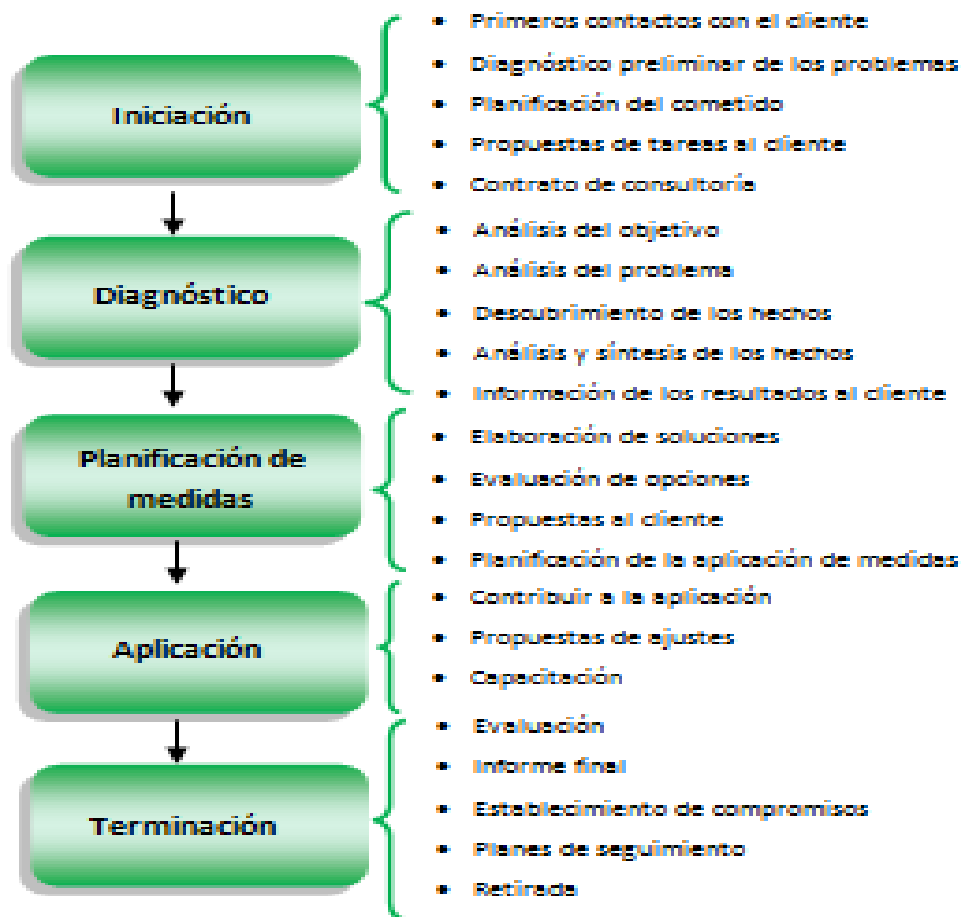 Iniciación
• Primeros contactos con el cliente
• Diagnóstico preliminar de los problemas
• Planificación del cometido
• Propuestas de tareas al cliente
• Contrato de consultoría
Diagnóstico
• Análisis del objetivo
• Análisis del problema
• Descubrimiento de los hechos
• Análisis y síntesis de los hechos
• Información de los resultados al cliente
Planificación de
medidas
• Elaboración de soluciones
• Evaluación de opciones
• Propuestas al cliente
• Planificación de la aplicación de medidas
Aplicación
• Contribuir a la aplicación
• Propuestas de ajustes
• Capacitación
Terminación
• Evaluación
• Informe final
• Establecimiento de compromisos
• Planes de seguimiento
• Retirada